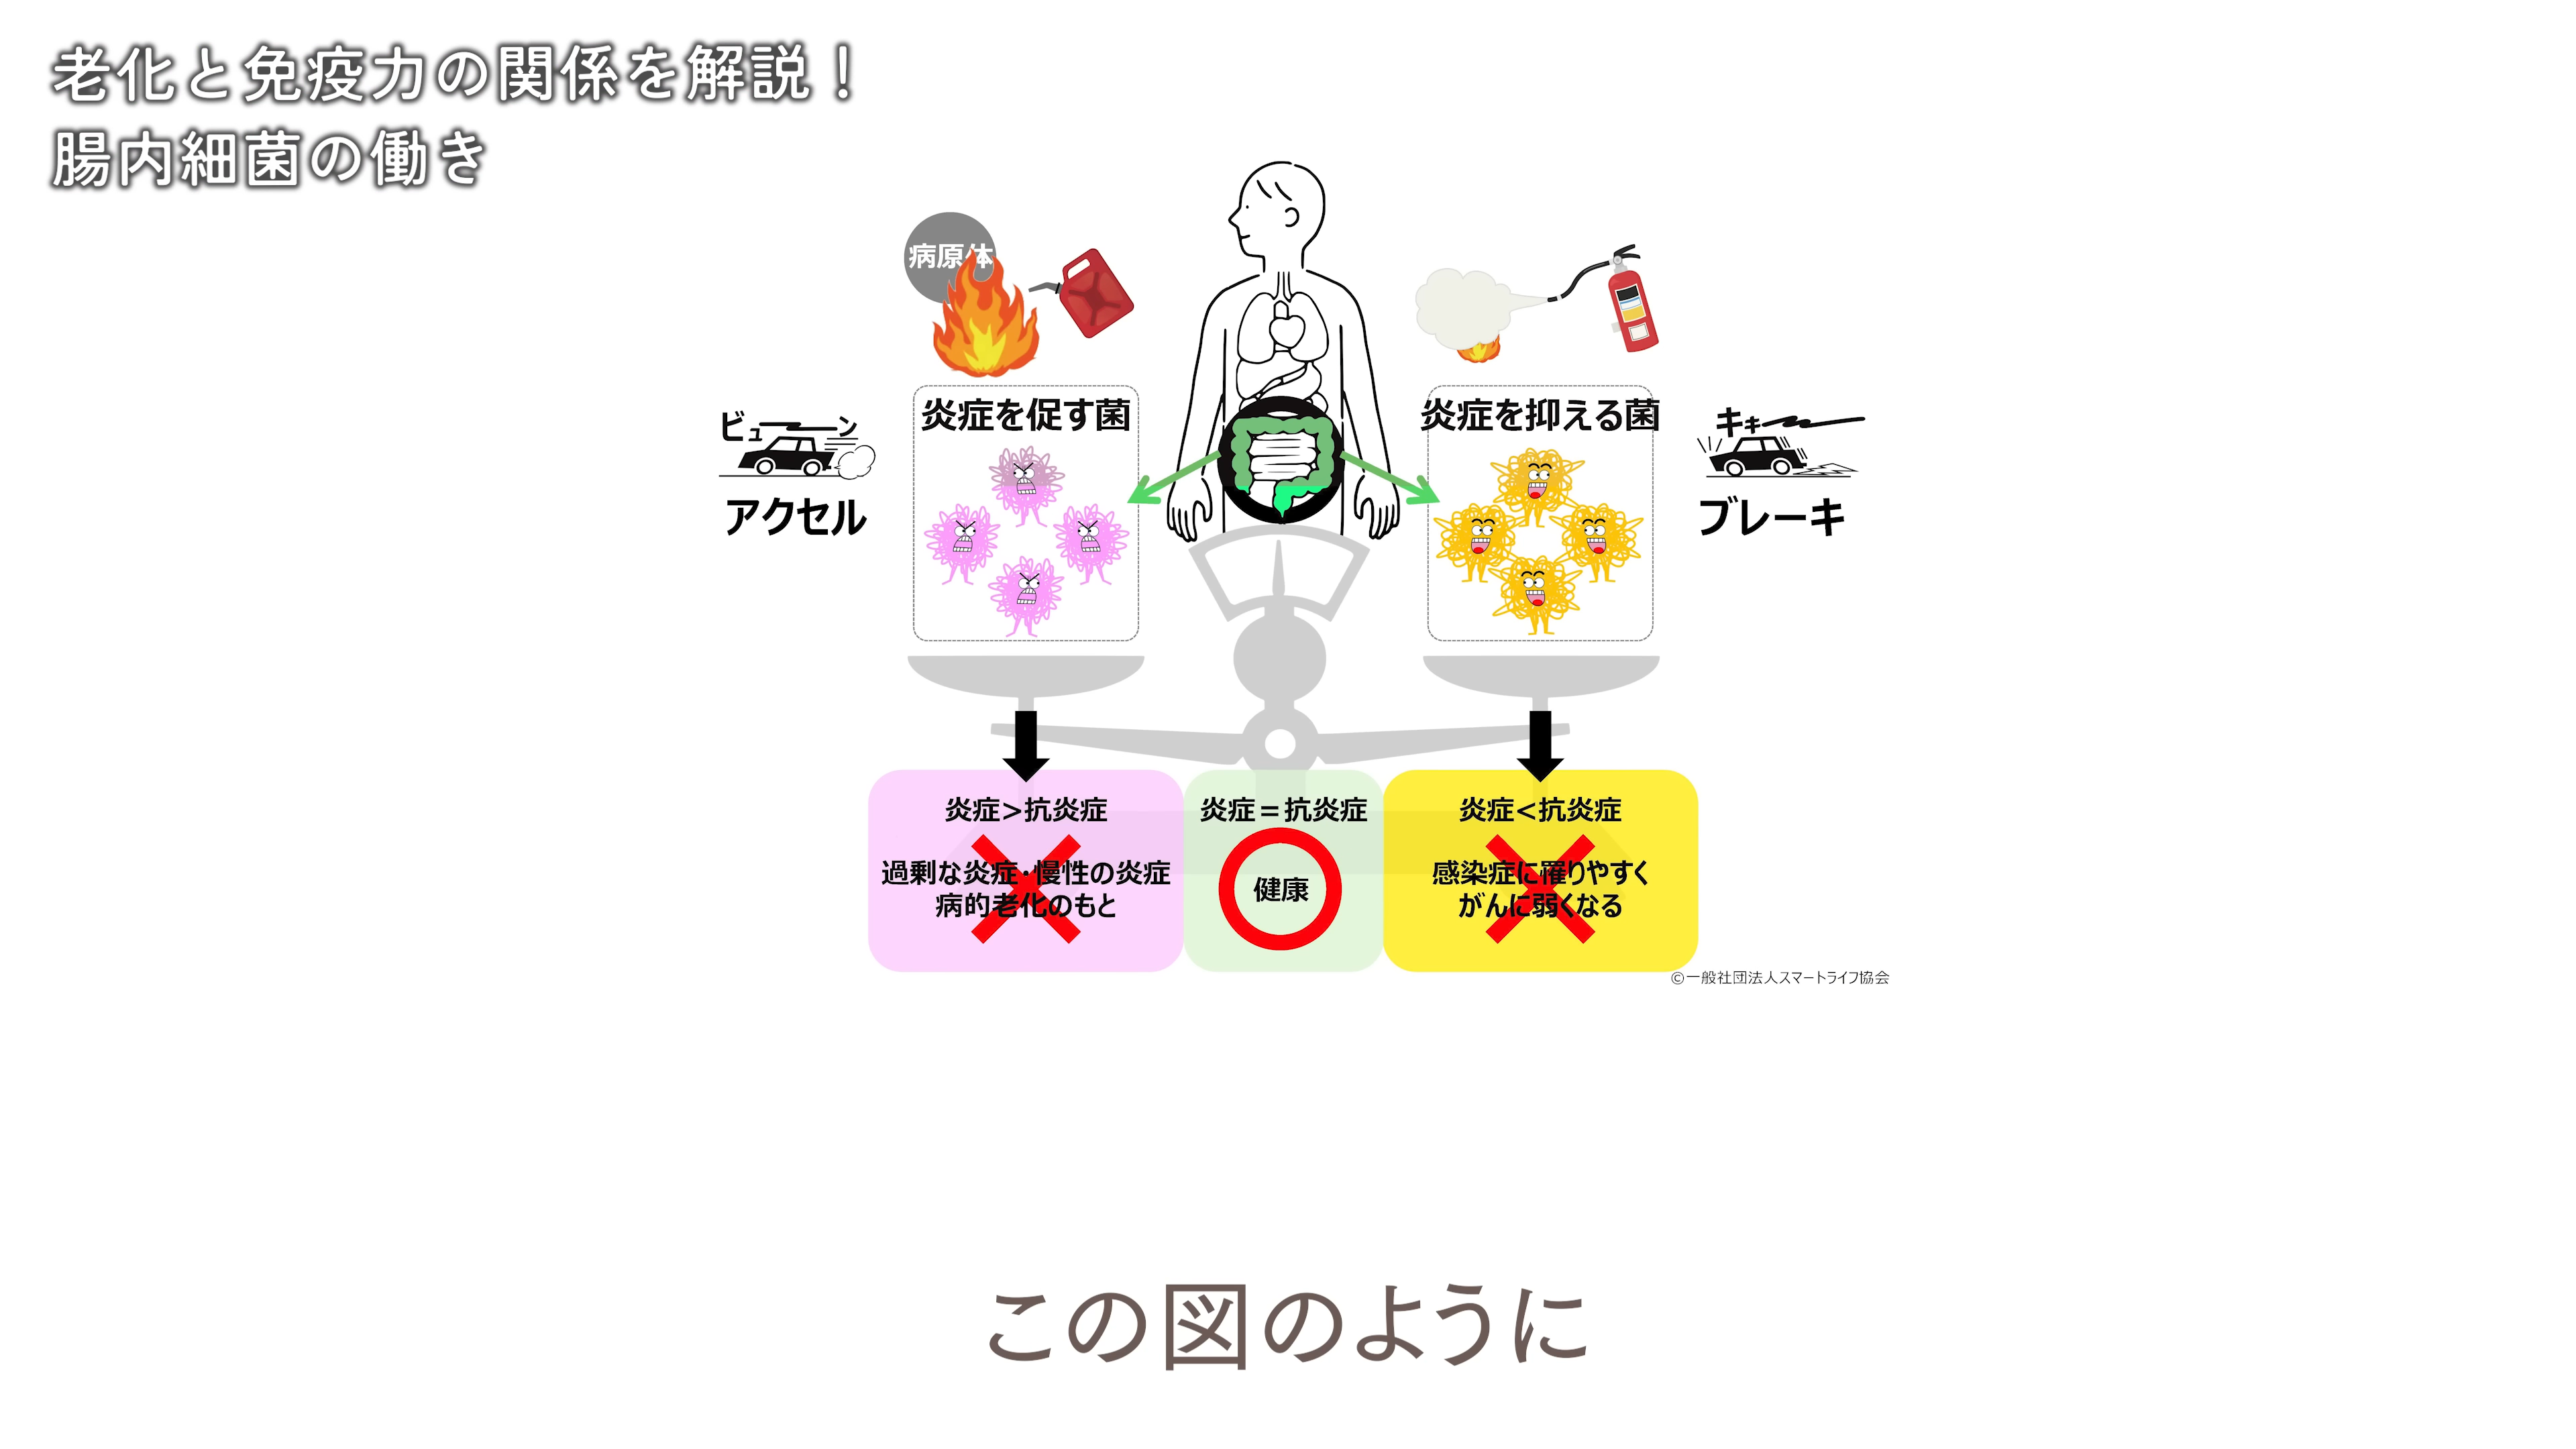 老化と免疫力の関係を解説！
腸内細菌の働き
病原体
炎症を促す菌
炎症を抑える菌
ビューン
アクセル
キキー
ブレーキ
炎症>抗炎症
過剰な炎症・慢性の炎症
病的老化のもと
炎症=抗炎症
健康
炎症<抗炎症
感染症に罹りやすく
がんに弱くなる
©一般社団法人スマートライフ協会
この図のように